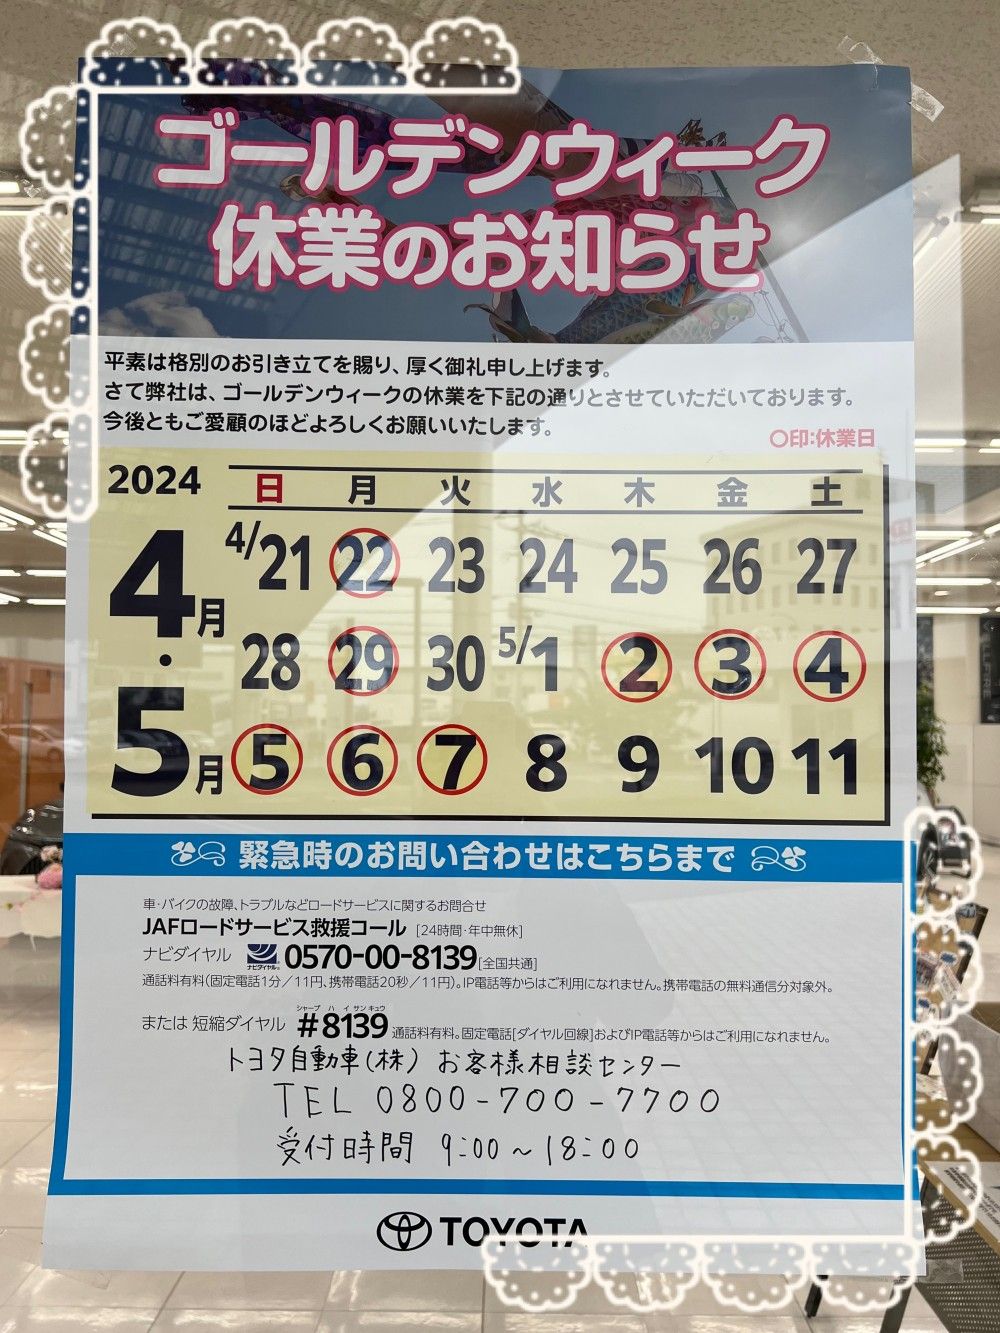 ゴールデンウィーク
休業のお知らせ
平素は格別のお引き立てを賜り、厚く御礼申し上げます。
さて弊社は、ゴールデンウィークの休業を下記の通りとさせていただいております。
今後ともご愛顧のほどよろしくお願いいたします。
〇印:休業日
2024 日 月 火 水 木 金 土
4月・5月
4/21 22 23 24 25 26 27
28 29 30 5/1 2 3 4
5 6 7 8 9 10 11
緊急時のお問い合わせはこちらまで
車・バイクの故障、トラブルなどロードサービスに関するお問合せ
JAFロードサービス救援コール [24時間・年中無休]
ナビダイヤル ナビダイヤル 0570-00-8139 [全国共通]
通話料有料(固定電話1分/11円、携帯電話20秒/11円)。IP電話等からはご利用になれません。携帯電話の無料通信分対象外。
シャープ ハイサンキュウ
または 短縮ダイヤル #8139 通話料有料。固定電話[ダイヤル回線]およびIP電話等からはご利用になれません。
トヨタ自動車(株) お客様相談センター
TEL 0800-700-7700
受付時間 9:00~18:00
TOYOTA